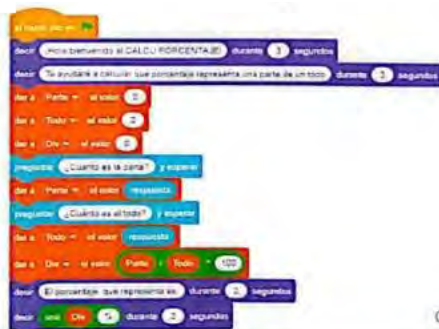 al hacer clic en
decir ¡Hola bienvenido al CALCU PORCENTAJE! durante 3 segundos
decir Te ayudaré a calcular que porcentaje representa una parte de un todo durante 3 segundos
dar a Parte el valor 0
dar a Todo el valor 0
dar a Div el valor 0
preguntar ¿Cuánto es la parte? y esperar
dar a Parte el valor respuesta
preguntar ¿Cuánto es el todo? y esperar
dar a Todo el valor respuesta
dar a Div el valor Parte / Todo * 100
decir El porcentaje que representa es: durante 2 segundos
decir unir Div % durante 2 segundos